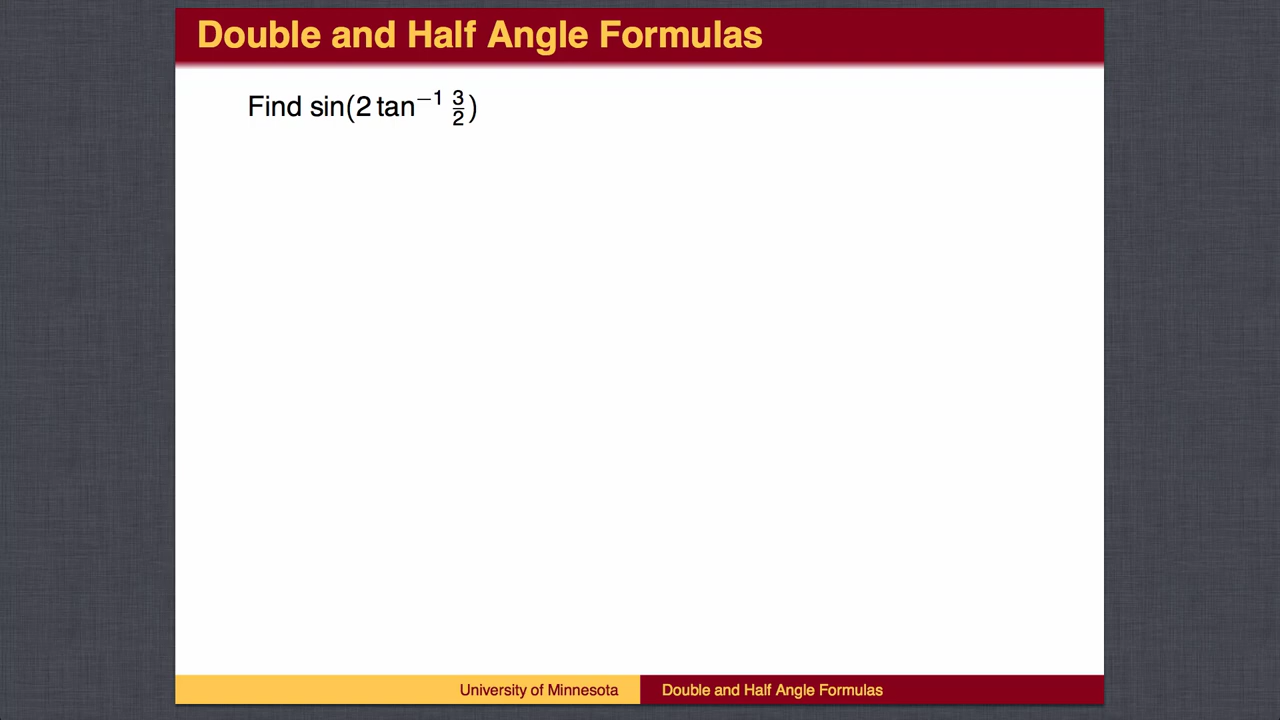 Double and Half Angle Formulas
Find sin(2 tan⁻¹ 3/2)
University of Minnesota
Double and Half Angle Formulas